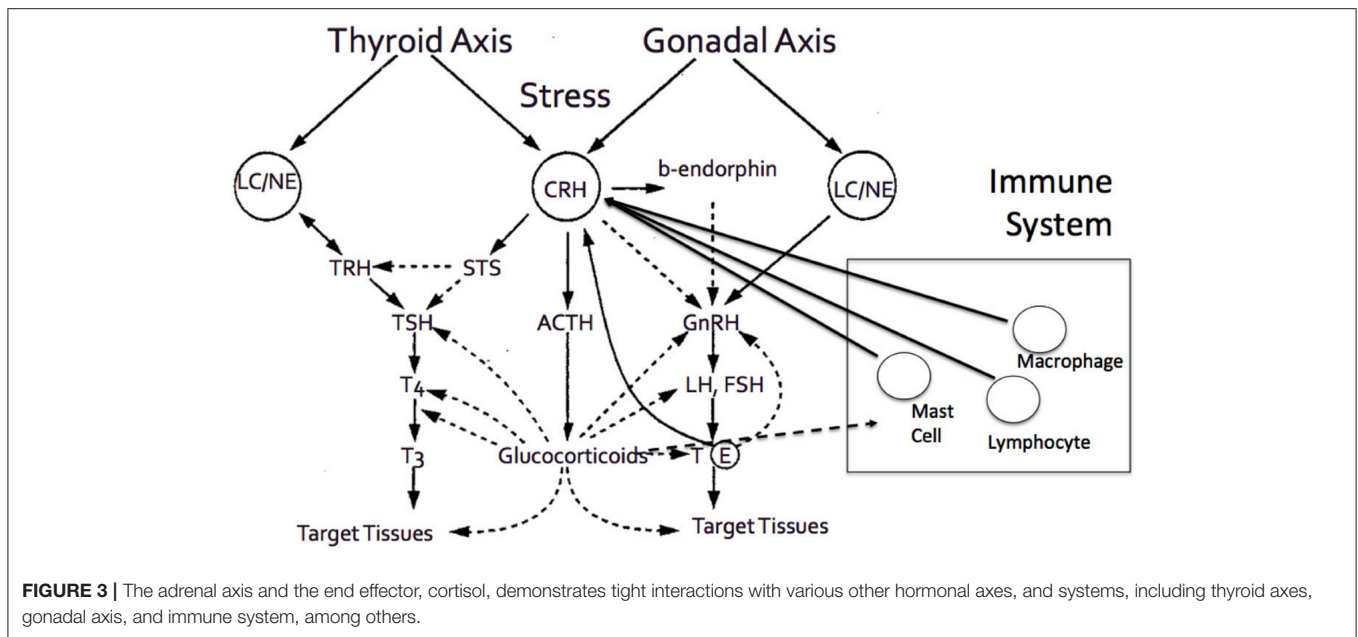 Thyroid Axis
Gonadal Axis
Stress
LC/NE
CRH
b-endorphin
LC/NE
Immune
System
TRH
STS
TSH
ACTH
GnRH
Macrophage
T4
LH, FSH
Mast
Cell
Lymphocyte
T3
Glucocorticoids
T
E
Target Tissues
Target Tissues
FIGURE 3 | The adrenal axis and the end effector, cortisol, demonstrates tight interactions with various other hormonal axes, and systems, including thyroid axes,
gonadal axis, and immune system, among others.